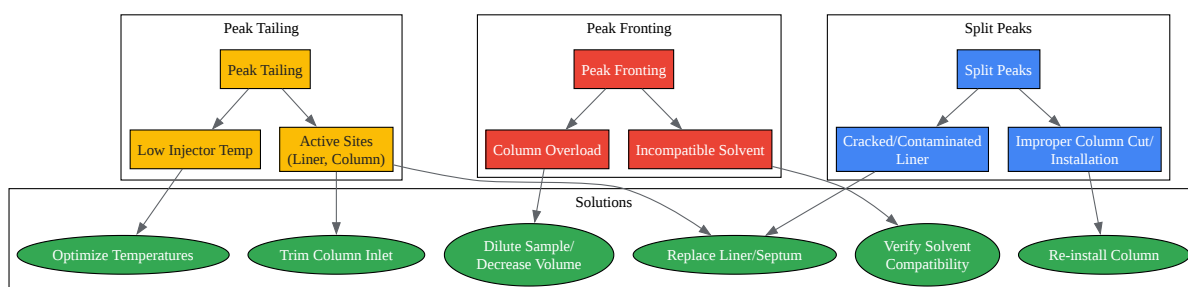 Peak Tailing
Peak Fronting
Split Peaks
Peak Tailing
Peak Fronting
Split Peaks
Low Injector Temp
Active Sites
(Liner, Column)
Column Overload
Incompatible Solvent
Cracked/Contaminated
Liner
Improper Column Cut/
Installation
Solutions
Optimize Temperatures
Trim Column Inlet
Dilute Sample/
Decrease Volume
Replace Liner/Septum
Verify Solvent
Compatibility
Re-install Column